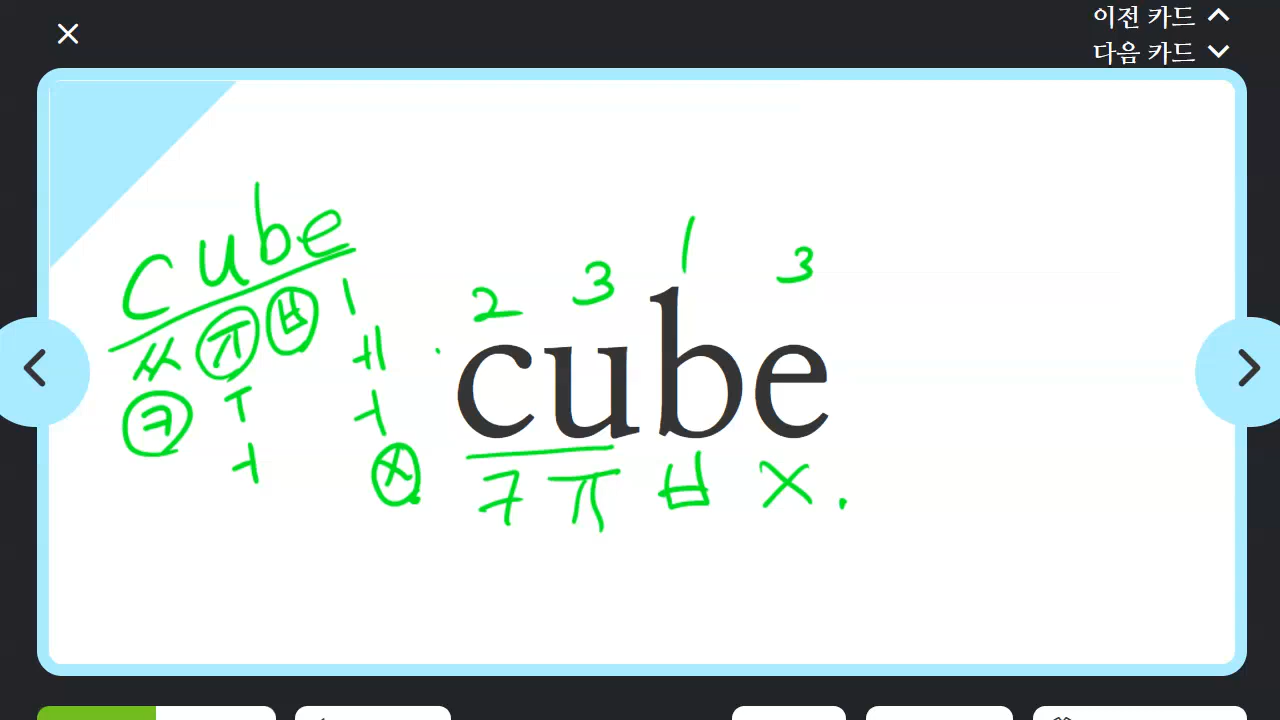 이전 카드
다음 카드
cube
ㅆ ㅠ ㅂ ㅣ
ㅋ ㅜ ㅔ
ㅓ ㅓ
X
2 3 1 3
cube
ㅋ ㅠ ㅂ X.